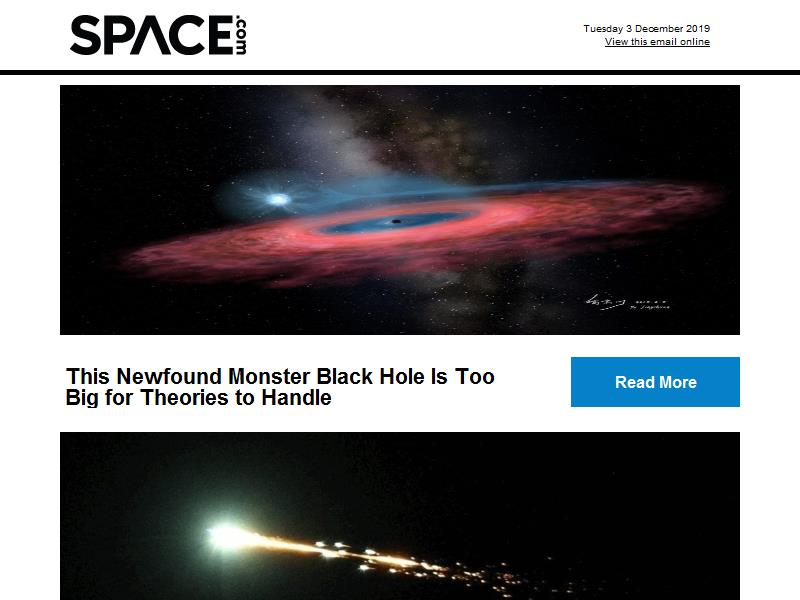 SPACE.com
Tuesday 3 December 2019
View this email online
This Newfound Monster Black Hole Is Too
Big for Theories to Handle
Read More